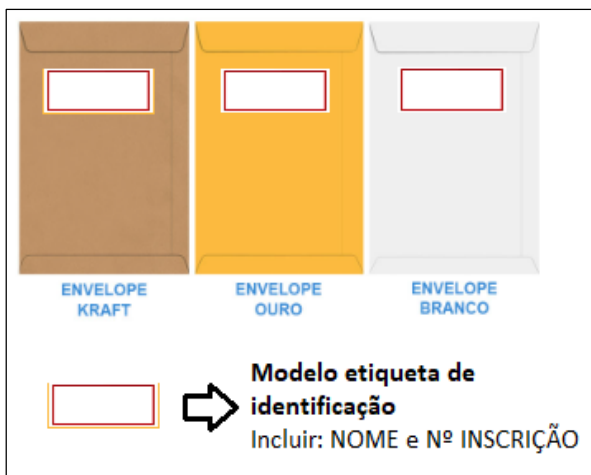 ENVELOPE
KRAFT
ENVELOPE
OURO
ENVELOPE
BRANCO
Modelo etiqueta de
identificação
Incluir: NOME e Nº INSCRIÇÃO